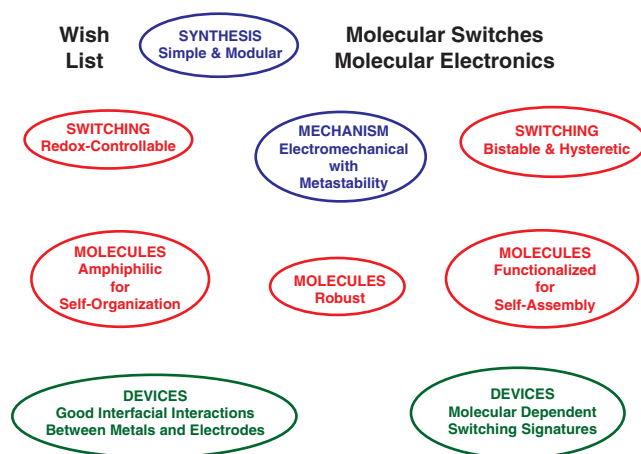 Wish
List
SYNTHESIS
Simple & Modular
Molecular Switches
Molecular Electronics
SWITCHING
Redox-Controllable
MECHANISM
Electromechanical
with
Metastability
SWITCHING
Bistable & Hysteretic
MOLECULES
Amphiphilic
for
Self-Organization
MOLECULES
Robust
MOLECULES
Functionalized
for
Self-Assembly
DEVICES
Good Interfacial Interactions
Between Metals and Electrodes
DEVICES
Molecular Dependent
Switching Signatures